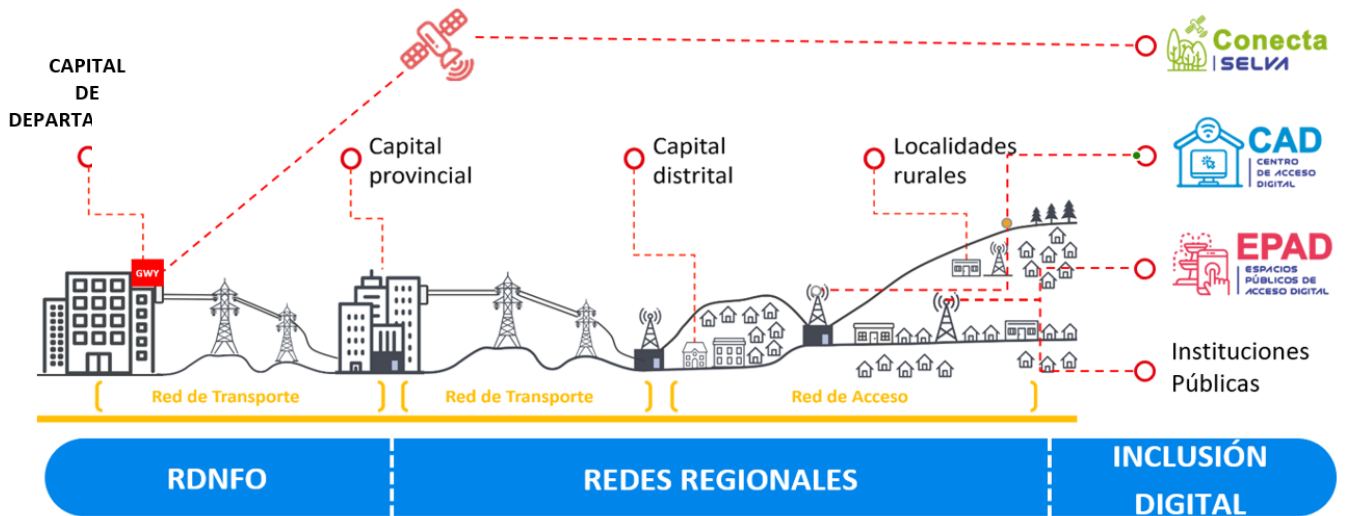 CAPITAL
DE
DEPARTA
Conecta
SELVA
Capital
provincial
Capital
distrital
Localidades
rurales
CAD
CENTRO
DE ACCESO
DIGITAL
GWY
EPAD
ESPACIOS
PÚBLICOS DE
ACCESO DIGITAL
Instituciones
Públicas
Red de Transporte
Red de Transporte
Red de Acceso
RDNFO
REDES REGIONALES
INCLUSIÓN
DIGITAL